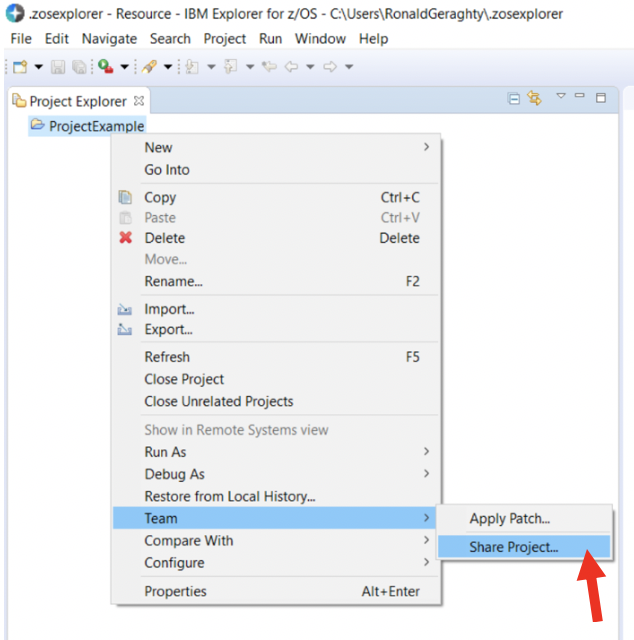 .zosexplorer - Resource - IBM Explorer for z/OS - C:\Users\RonaldGeraghty\.zosexplorer
File Edit Navigate Search Project Run Window Help
Project Explorer
ProjectExample
New
Go Into
Copy Ctrl+C
Paste Ctrl+V
Delete Delete
Move...
Rename... F2
Import...
Export...
Refresh F5
Close Project
Close Unrelated Projects
Show in Remote Systems view
Run As
Debug As
Restore from Local History...
Team
Apply Patch...
Compare With
Share Project...
Configure
Properties Alt+Enter